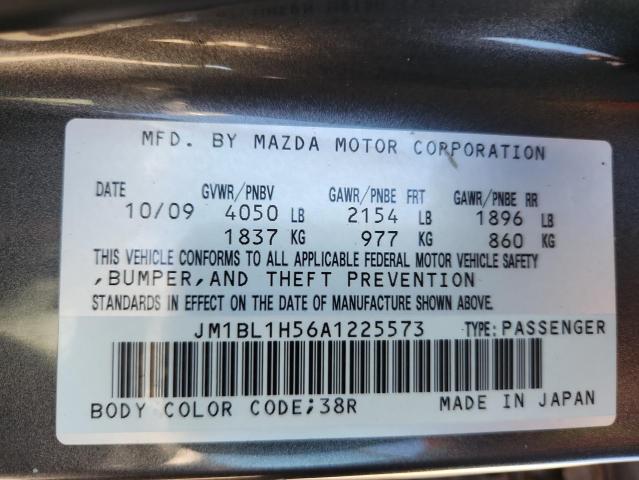 MFD. BY MAZDA MOTOR CORPORATION
DATE GVWR/PNBV GAWR/PNBE FRT GAWR/PNBE RR
10/09 4050 LB 2154 LB 1896 LB
1837 KG 977 KG 860 KG
THIS VEHICLE CONFORMS TO ALL APPLICABLE FEDERAL MOTOR VEHICLE SAFETY
,BUMPER,AND THEFT PREVENTION
STANDARDS IN EFFECT ON THE DATE OF MANUFACTURE SHOWN ABOVE.
JM1BL1H56A1225573 TYPE: PASSENGER
BODY COLOR CODE;38R MADE IN JAPAN